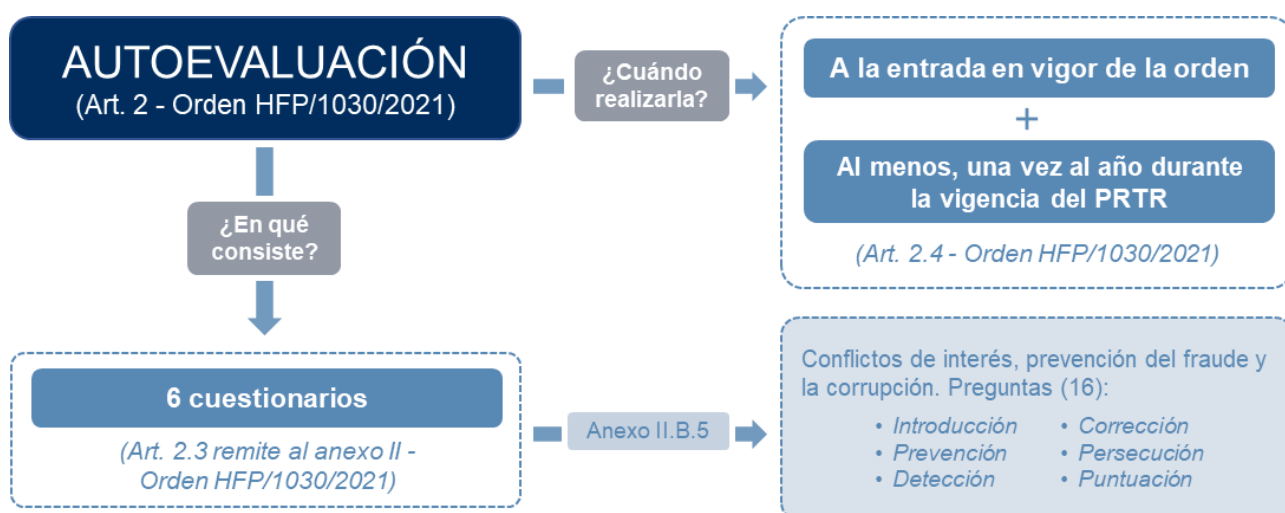 AUTOEVALUACIÓN
(Art. 2 - Orden HFP/1030/2021)
¿Cuándo
realizarla?
A la entrada en vigor de la orden
+
Al menos, una vez al año durante
la vigencia del PRTR
(Art. 2.4 - Orden HFP/1030/2021)
¿En qué
consiste?
6 cuestionarios
(Art. 2.3 remite al anexo II -
Orden HFP/1030/2021)
Anexo II.B.5
Conflictos de interés, prevención del fraude y
la corrupción. Preguntas (16):
• Introducción
• Prevención
• Detección
• Corrección
• Persecución
• Puntuación